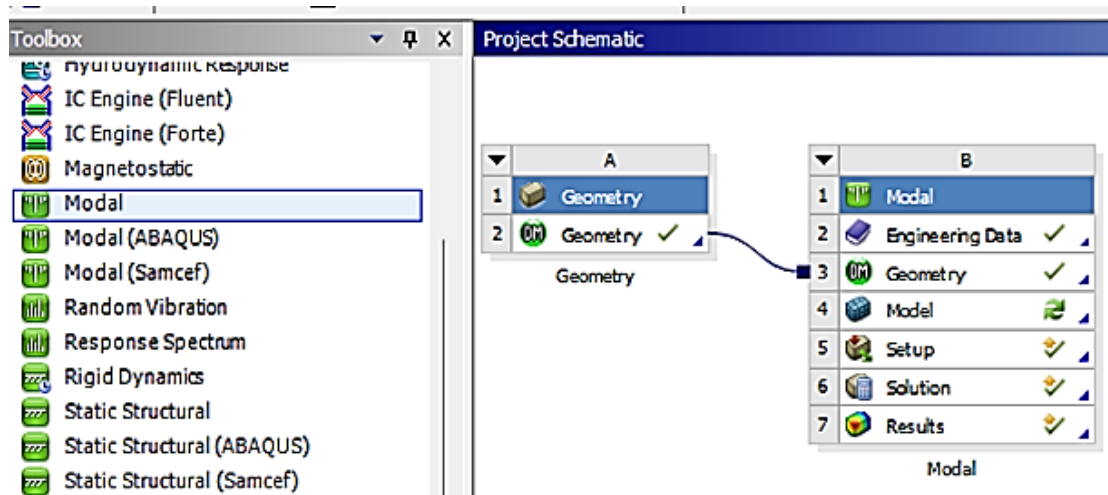 Toolbox
Project Schematic
Hydrodynamic Response
IC Engine (Fluent)
IC Engine (Forte)
Magnetostatic
Modal
Modal (ABAQUS)
Modal (Samcef)
Random Vibration
Response Spectrum
Rigid Dynamics
Static Structural
Static Structural (ABAQUS)
Static Structural (Samcef)
A
1 Geometry
2 DM Geometry
Geometry
B
1 Modal
2 Engineering Data
3 DM Geometry
4 Model
5 Setup
6 Solution
7 Results
Modal